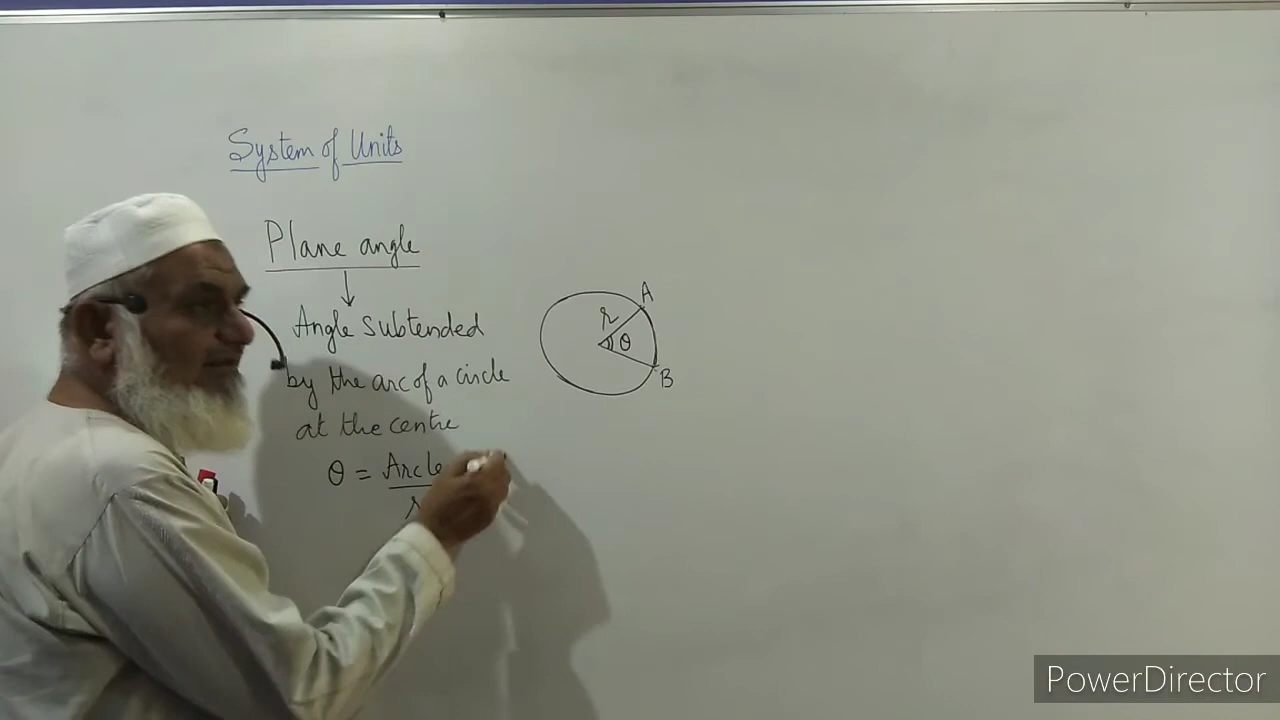 System of Units
Plane angle
Angle subtended
by the arc of a circle
at the centre
θ = Arc
r
A
r
θ
B
PowerDirector